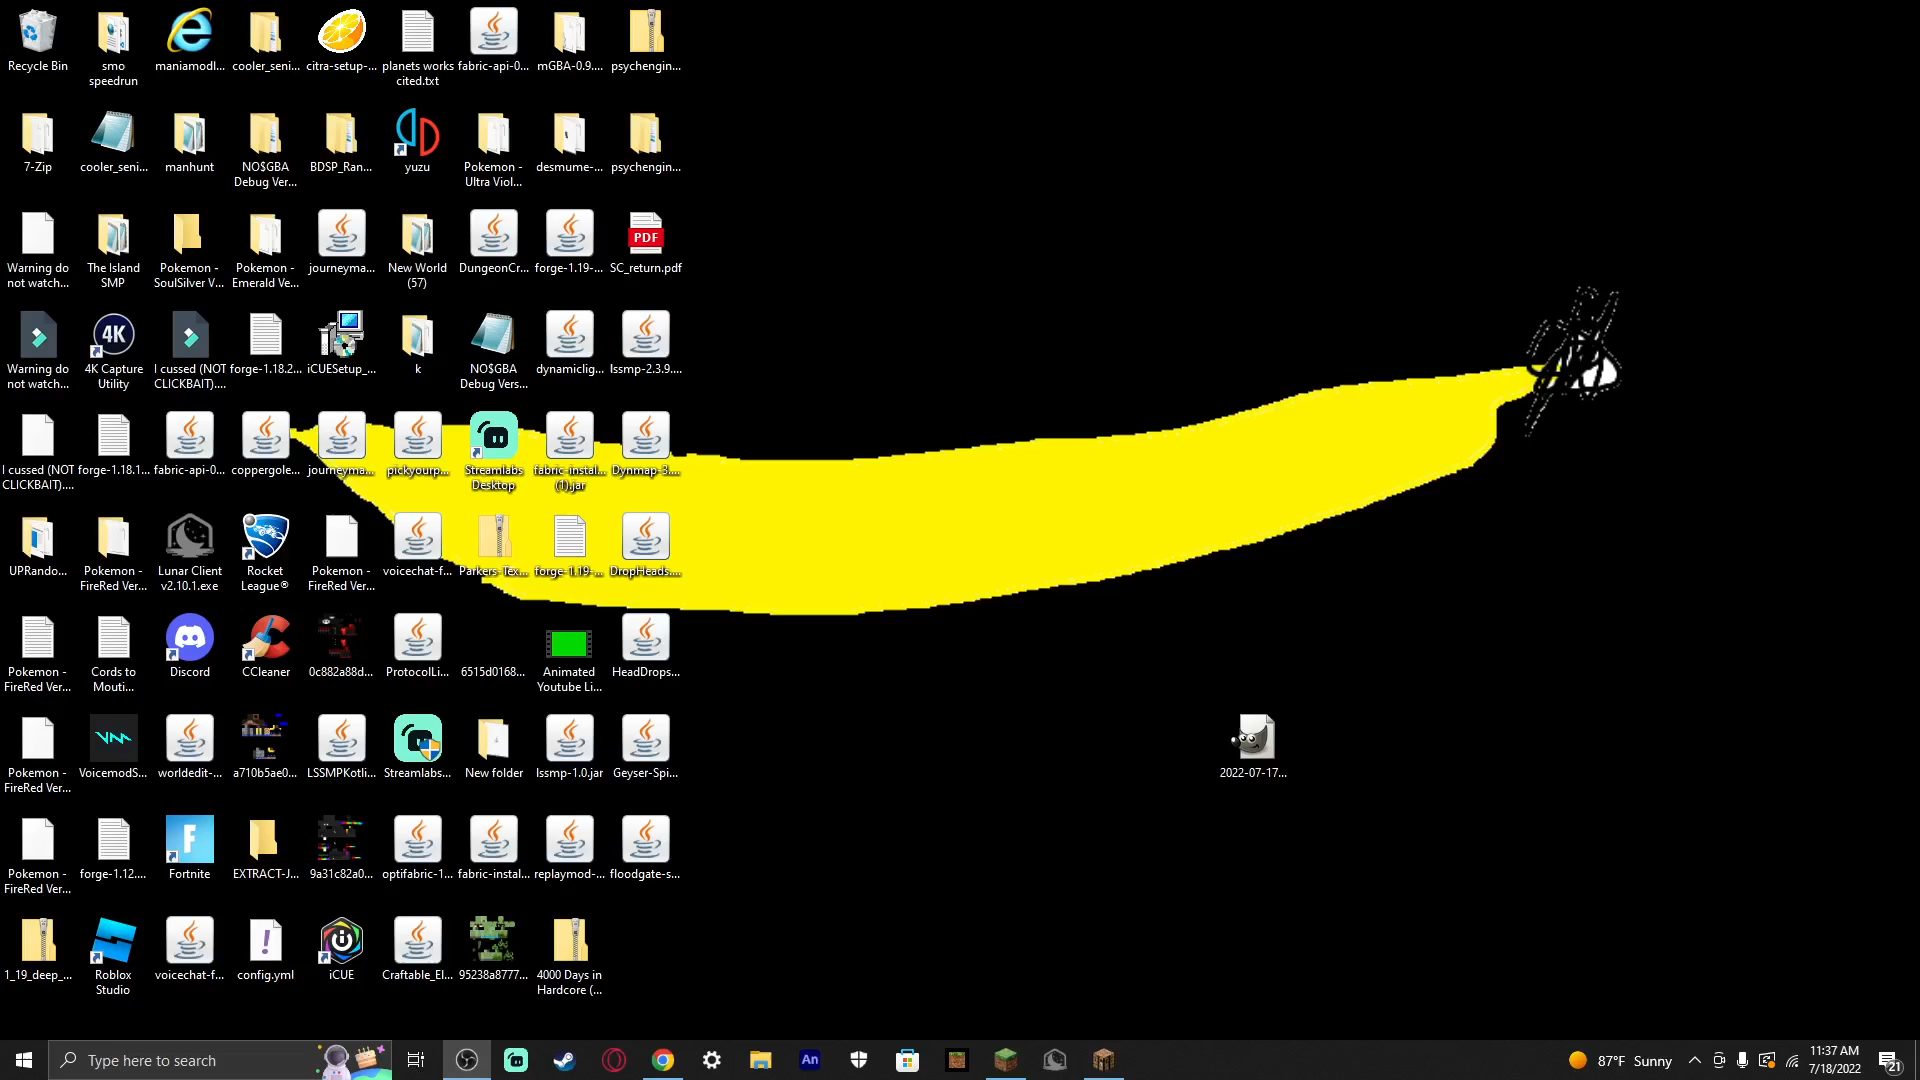 Recycle Bin
smo
speedrun
maniamodl...
cooler_seni...
citra-setup-...
planets works
cited.txt
fabric-api-0...
mGBA-0.9....
psychengin...
7-Zip
cooler_seni...
manhunt
NO$GBA
Debug Ver...
BDSP_Ran...
yuzu
Pokemon -
Ultra Viol...
desmume-...
psychengin...
Warning do
not watch...
The Island
SMP
Pokemon -
SoulSilver V...
Pokemon -
Emerald Ve...
journeyma...
New World
(57)
DungeonCr...
forge-1.19-...
PDF
SC_return.pdf
Warning do
not watch...
4K
4K Capture
Utility
I cussed (NOT
CLICKBAIT)....
forge-1.18.2...
iCUESetup_...
k
NO$GBA
Debug Vers...
dynamiclig...
lssmp-2.3.9....
I cussed (NOT
CLICKBAIT)....
forge-1.18.1...
fabric-api-0...
coppergole...
journeyma...
pickyourp...
Streamlabs
Desktop
fabric-instal...
(1).jar
Dynmap-3....
UPRando...
Pokemon -
FireRed Ver...
Lunar Client
v2.10.1.exe
Rocket
League®
Pokemon -
FireRed Ver...
voicechat-f...
Parkers-Tex...
forge-1.19-...
DropHeads....
Pokemon -
FireRed Ver...
Cords to
Mouti...
Discord
CCleaner
0c882a88d...
ProtocolLi...
6515d0168...
Animated
Youtube Li...
HeadDrops...
Pokemon -
FireRed Ver...
VoicemodS...
worldedit-...
a710b5ae0...
LSSMPKotli...
Streamlabs...
New folder
lssmp-1.0.jar
Geyser-Spi...
2022-07-17...
Pokemon -
FireRed Ver...
forge-1.12....
F
Fortnite
EXTRACT-J...
9a31c82a0...
optifabric-1...
fabric-instal...
replaymod-...
floodgate-s...
1_19_deep_...
Roblox
Studio
voicechat-f...
config.yml
iCUE
Craftable_El...
95238a8777...
4000 Days in
Hardcore (...
Type here to search
An
87°F Sunny
11:37 AM
7/18/2022
21